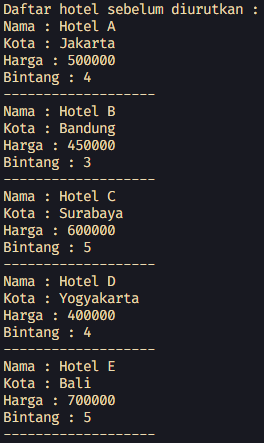 Daftar hotel sebelum diurutkan :
Nama : Hotel A
Kota : Jakarta
Harga : 500000
Bintang : 4
-------------------
Nama : Hotel B
Kota : Bandung
Harga : 450000
Bintang : 3
-------------------
Nama : Hotel C
Kota : Surabaya
Harga : 600000
Bintang : 5
-------------------
Nama : Hotel D
Kota : Yogyakarta
Harga : 400000
Bintang : 4
-------------------
Nama : Hotel E
Kota : Bali
Harga : 700000
Bintang : 5
-------------------